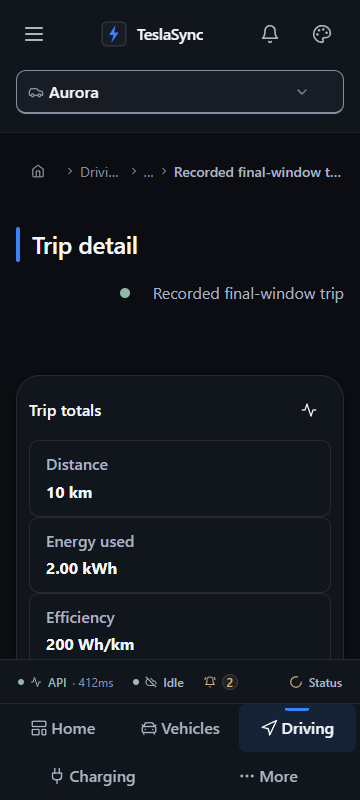 TeslaSync
Aurora
Drivi... > ... > Recorded final-window t...
Trip detail
Recorded final-window trip
Trip totals
Distance
10 km
Energy used
2.00 kWh
Efficiency
200 Wh/km
API · 412ms Idle 2 Status
Home Vehicles Driving
Charging ··· More